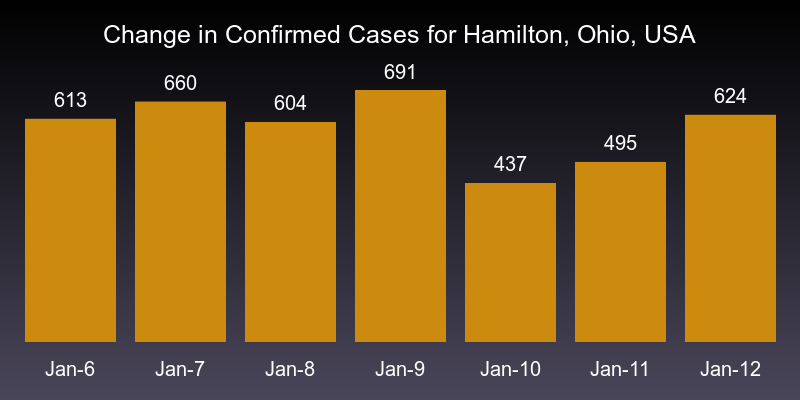 Change in Confirmed Cases for Hamilton, Ohio, USA
613 660 604 691 437 495 624
Jan-6 Jan-7 Jan-8 Jan-9 Jan-10 Jan-11 Jan-12